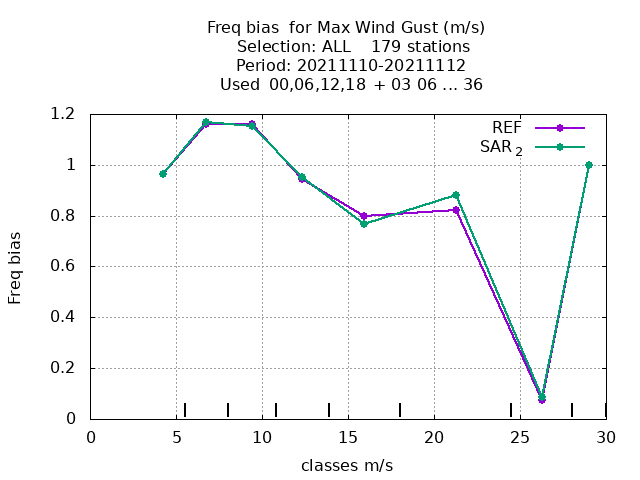 Freq bias  for Max Wind Gust (m/s)
Selection: ALL    179 stations
Period: 20211110-20211112
Used  00,06,12,18  + 03 06 ... 36
REF
SAR 2
1.2
1
0.8
0.6
0.4
0.2
0
Freq bias
0 5 10 15 20 25 30
classes m/s